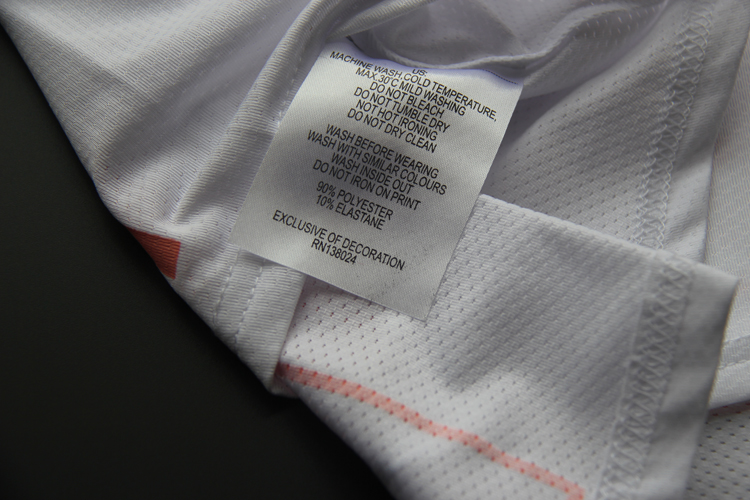 US:
MACHINE WASH,COLD TEMPERATURE,
MAX.30℃ MILD WASHING
DO NOT BLEACH
DO NOT TUMBLE DRY
NOT HOT IRONING
DO NOT DRY CLEAN
WASH BEFORE WEARING
WASH WITH SIMILAR COLOURS
WASH INSIDE OUT
DO NOT IRON ON PRINT
90% POLYESTER
10% ELASTANE
EXCLUSIVE OF DECORATION
RN138024